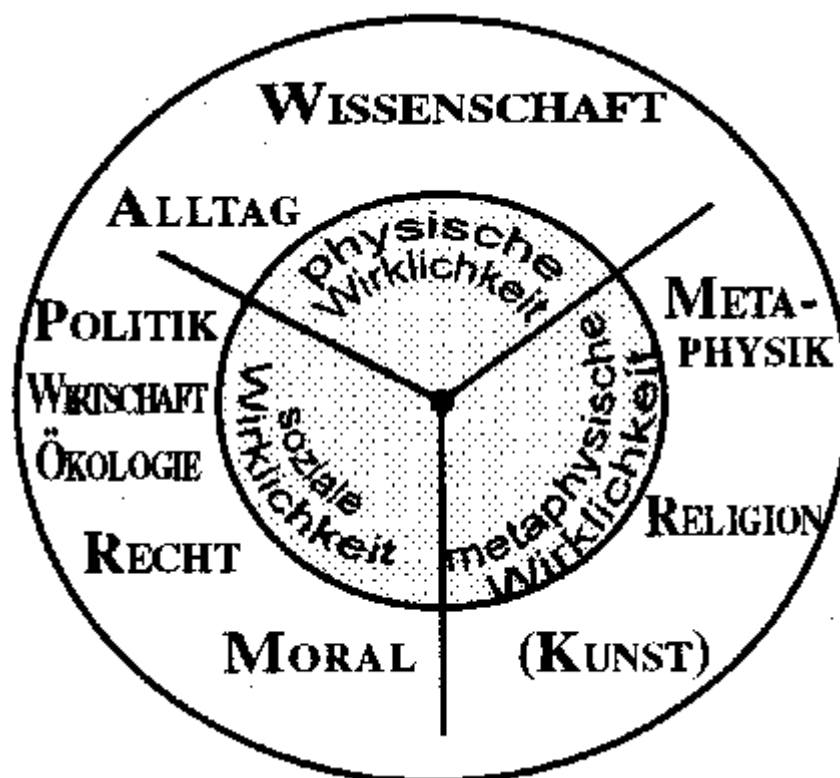 WISSENSCHAFT
ALLTAG
physische
Wirklichkeit
META-
PHYSIK
POLITIK
WIRTSCHAFT
ÖKOLOGIE
RECHT
soziale
Wirklichkeit
metaphysische
Wirklichkeit
RELIGION
MORAL
(KUNST)